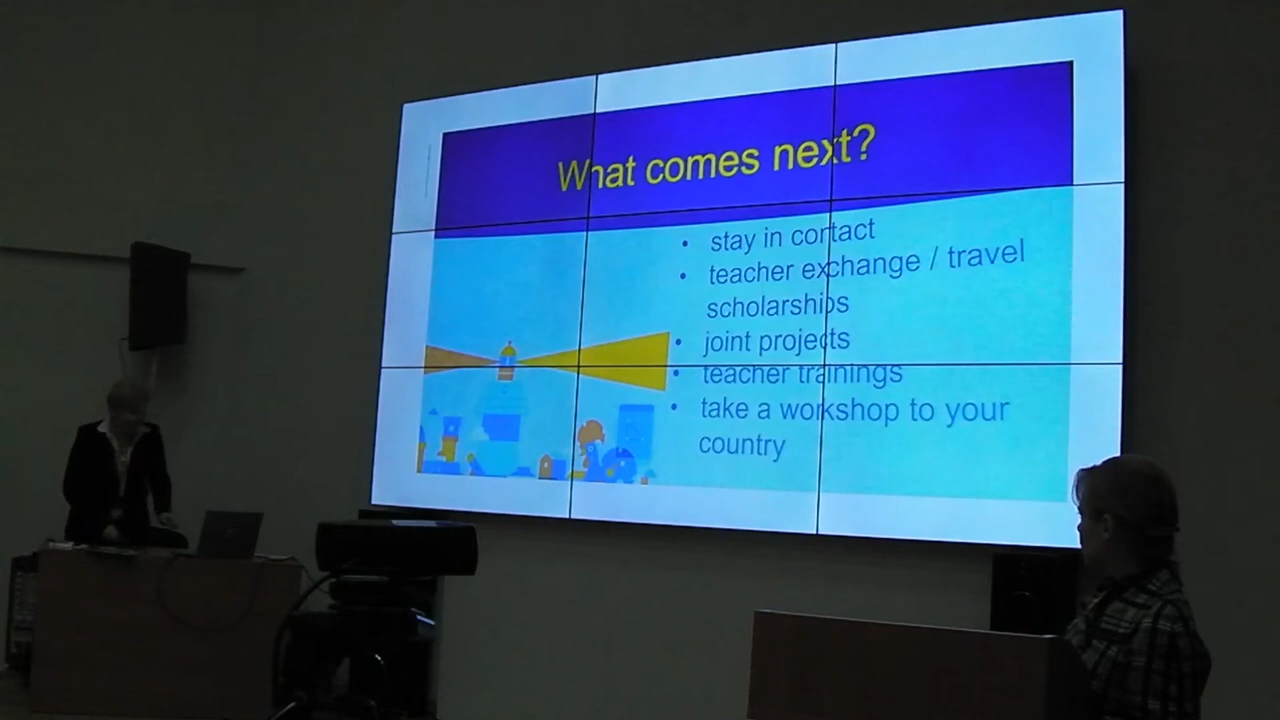 What comes next?
• stay in contact
• teacher exchange / travel
scholarships
• joint projects
• teacher trainings
• take a workshop to your
country